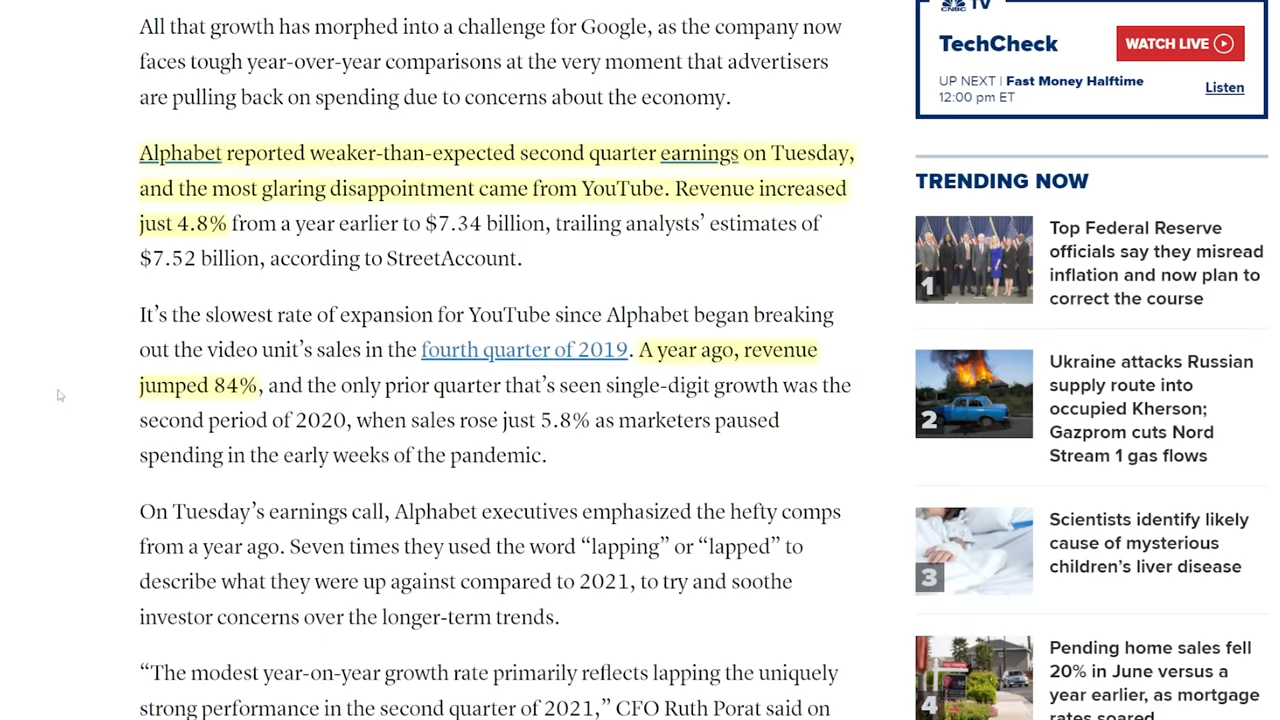 All that growth has morphed into a challenge for Google, as the company now
faces tough year-over-year comparisons at the very moment that advertisers
are pulling back on spending due to concerns about the economy.
Alphabet reported weaker-than-expected second quarter earnings on Tuesday,
and the most glaring disappointment came from YouTube. Revenue increased
just 4.8% from a year earlier to $7.34 billion, trailing analysts’ estimates of
$7.52 billion, according to StreetAccount.
It’s the slowest rate of expansion for YouTube since Alphabet began breaking
out the video unit’s sales in the fourth quarter of 2019. A year ago, revenue
jumped 84%, and the only prior quarter that’s seen single-digit growth was the
second period of 2020, when sales rose just 5.8% as marketers paused
spending in the early weeks of the pandemic.
On Tuesday’s earnings call, Alphabet executives emphasized the hefty comps
from a year ago. Seven times they used the word “lapping” or “lapped” to
describe what they were up against compared to 2021, to try and soothe
investor concerns over the longer-term trends.
“The modest year-on-year growth rate primarily reflects lapping the uniquely
strong performance in the second quarter of 2021,” CFO Ruth Porat said on
CNBC TV
TechCheck
WATCH LIVE
UP NEXT | Fast Money Halftime
12:00 pm ET
Listen
TRENDING NOW
1
Top Federal Reserve
officials say they misread
inflation and now plan to
correct the course
2
Ukraine attacks Russian
supply route into
occupied Kherson;
Gazprom cuts Nord
Stream 1 gas flows
3
Scientists identify likely
cause of mysterious
children’s liver disease
4
Pending home sales fell
20% in June versus a
year earlier, as mortgage
rates soared